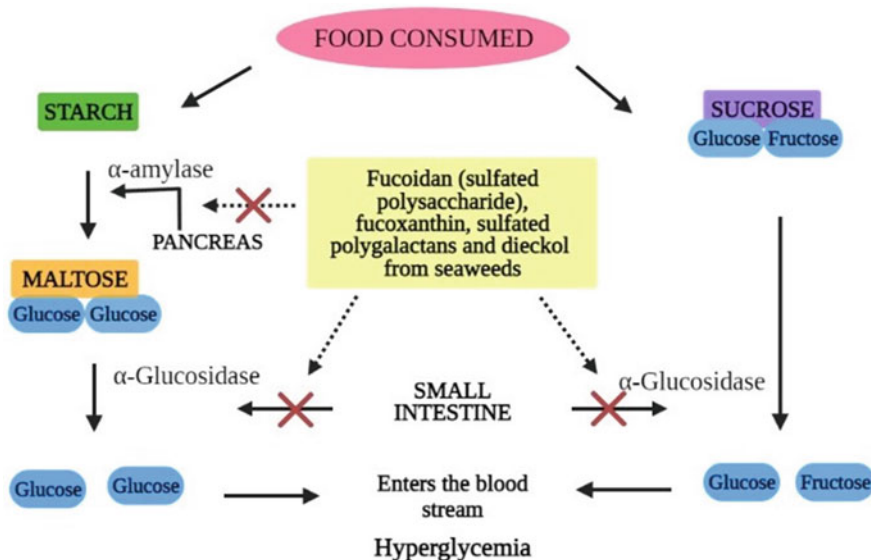 FOOD CONSUMED
STARCH
SUCROSE
Glucose Fructose
α-amylase
PANCREAS
Fucoidan (sulfated
polysaccharide),
fucoxanthin, sulfated
polygalactans and dieckol
from seaweeds
MALTOSE
Glucose Glucose
α-Glucosidase
SMALL
INTESTINE
α-Glucosidase
Glucose
Glucose
Enters the blood
stream
Glucose
Fructose
Hyperglycemia